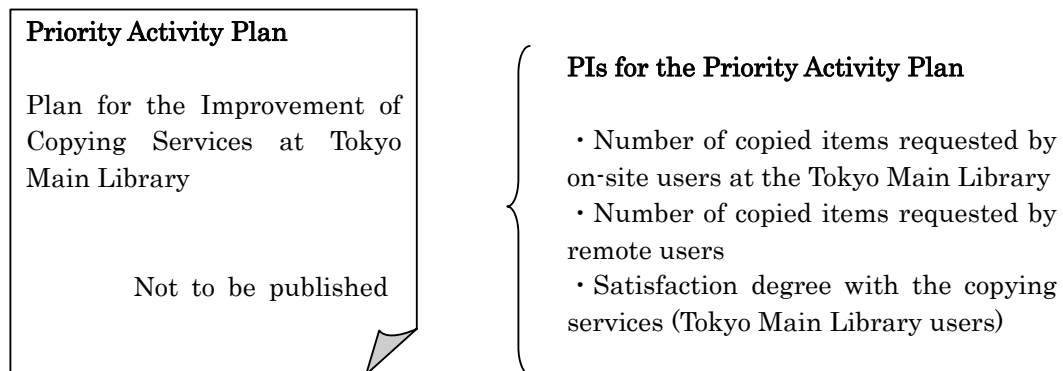 Priority Activity Plan
Plan for the Improvement of
Copying Services at Tokyo
Main Library
Not to be published
PIs for the Priority Activity Plan
・Number of copied items requested by
on-site users at the Tokyo Main Library
・Number of copied items requested by
remote users
・Satisfaction degree with the copying
services (Tokyo Main Library users)